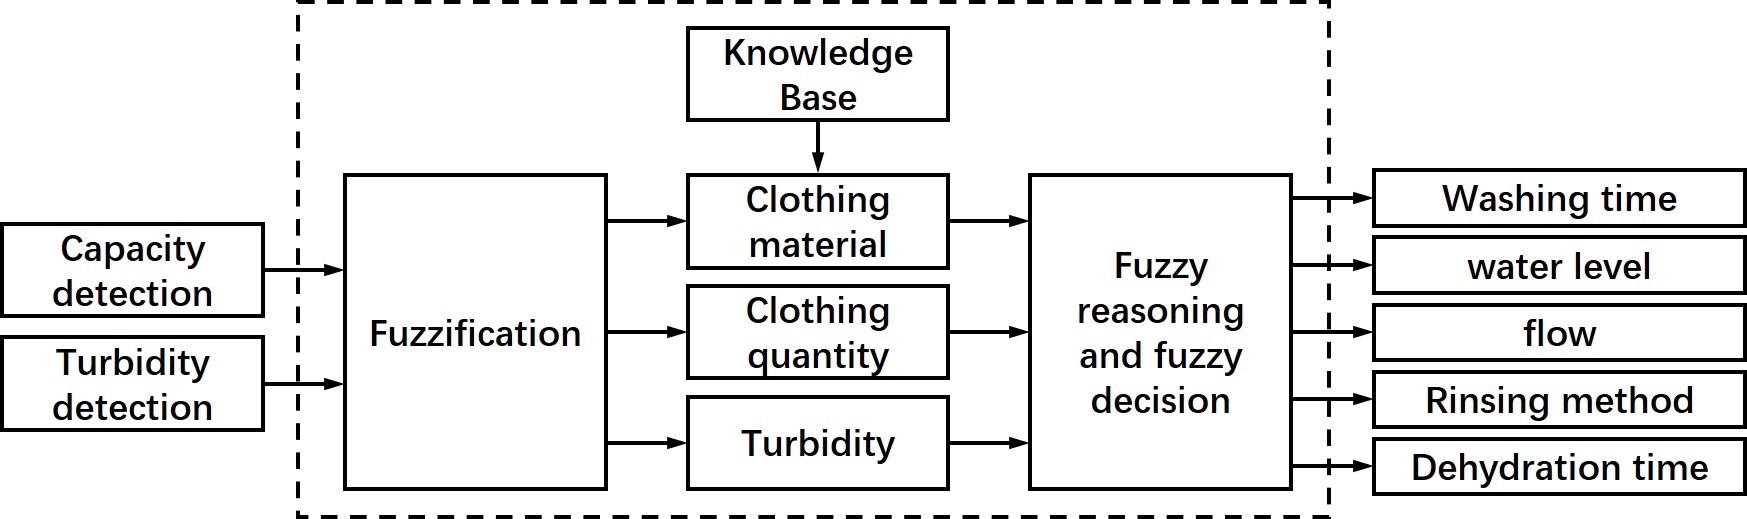 Knowledge
Base
Capacity
detection
Turbidity
detection
Fuzzification
Clothing
material
Clothing
quantity
Turbidity
Fuzzy
reasoning
and fuzzy
decision
Washing time
water level
flow
Rinsing method
Dehydration time